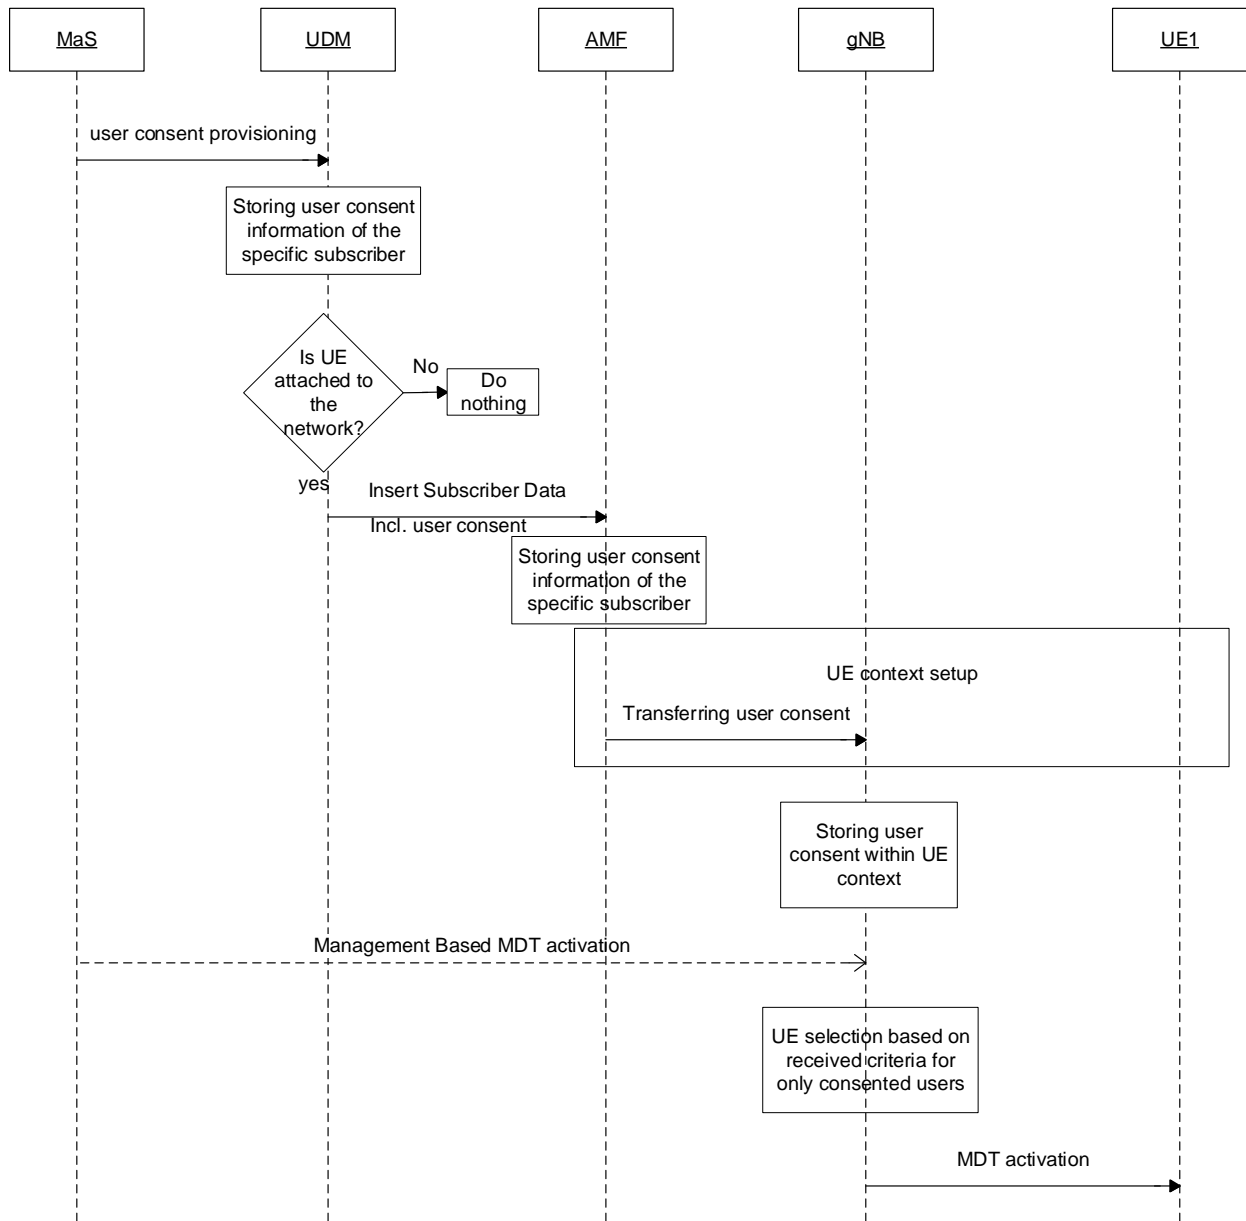 MaS
UDM
AMF
gNB
UE1
user consent provisioning
Storing user consent
information of the
specific subscriber
Is UE
attached to
the
network?
No
Do
nothing
yes
Insert Subscriber Data
Incl. user consent
Storing user consent
information of the
specific subscriber
UE context setup
Transferring user consent
Storing user
consent within UE
context
Management Based MDT activation
UE selection based on
received criteria for
only consented users
MDT activation